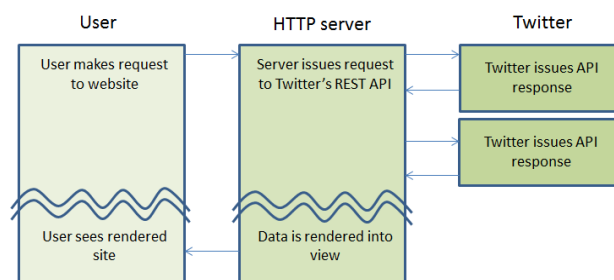 User
HTTP server
Twitter
User makes request
to website
Server issues request
to Twitter's REST API
Twitter issues API
response
Twitter issues API
response
User sees rendered
site
Data is rendered into
view